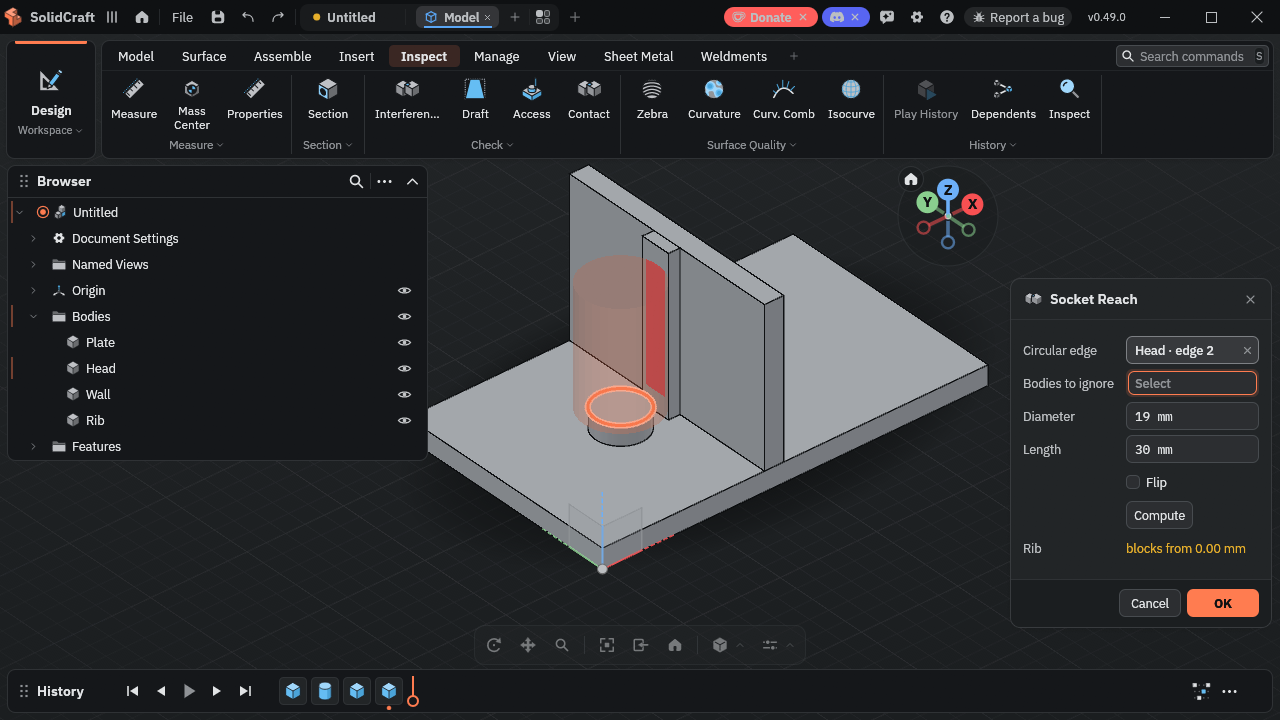 SolidCraft
File
Untitled
Model
Donate
Report a bug
v0.49.0
Design
Workspace
Model
Surface
Assemble
Insert
Inspect
Manage
View
Sheet Metal
Weldments
Search commands
S
Measure
Mass Center
Properties
Section
Interferen...
Draft
Access
Contact
Zebra
Curvature
Curv. Comb
Isocurve
Play History
Dependents
Inspect
Measure
Section
Check
Surface Quality
History
Browser
Untitled
Document Settings
Named Views
Origin
Bodies
Plate
Head
Wall
Rib
Features
Z
Y
X
Socket Reach
Circular edge
Head · edge 2
Bodies to ignore
Select
Diameter
19 mm
Length
30 mm
Flip
Compute
Rib
blocks from 0.00 mm
Cancel
OK
History